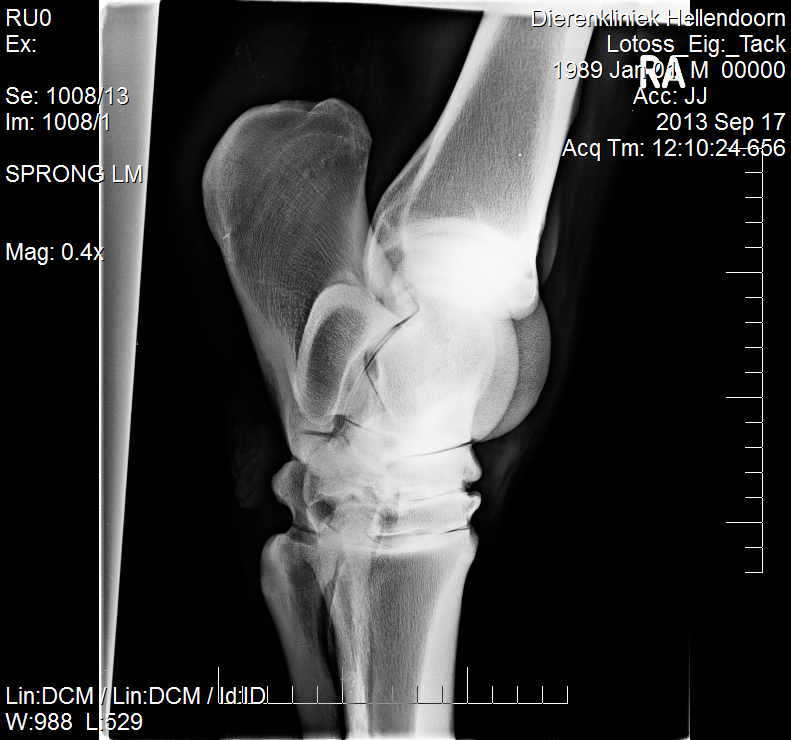 RU0
Ex:
Se: 1008/13
Im: 1008/1
SPRONG LM
Mag: 0.4x
Dierenkliniek Hellendoorn
Lotoss_Eig:_Tack
1989 Jan 01 M 00000
RA
Acc: JJ
2013 Sep 17
Acq Tm: 12:10:24.656
Lin:DCM / Lin:DCM / Id:ID
W:988 L:529